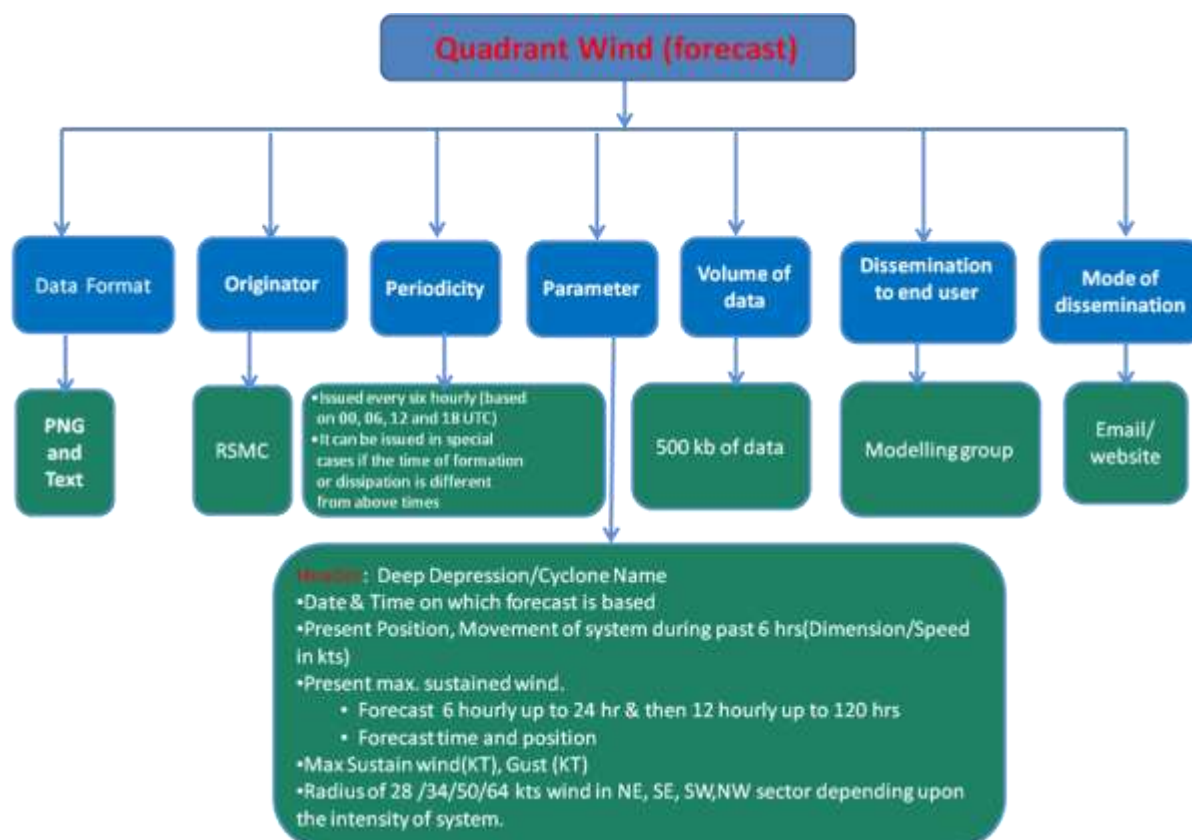 Quadrant Wind (forecast)
Data Format
Originator
Periodicity
Parameter
Volume of
data
Dissemination
to end user
Mode of
dissemination
PNG
and
Text
RSMC
•Issued every six hourly (based
on 00, 06, 12 and 18 UTC)
•It can be issued in special
cases if the time of formation
or dissipation is different
from above times
500 kb of data
Modelling group
Email/
website
: Deep Depression/Cyclone Name
•Date & Time on which forecast is based
•Present Position, Movement of system during past 6 hrs(Dimension/Speed
in kts)
•Present max. sustained wind.
• Forecast 6 hourly up to 24 hr & then 12 hourly up to 120 hrs
• Forecast time and position
•Max Sustain wind(KT), Gust (KT)
•Radius of 28 /34/50/64 kts wind in NE, SE, SW,NW sector depending upon
the intensity of system.